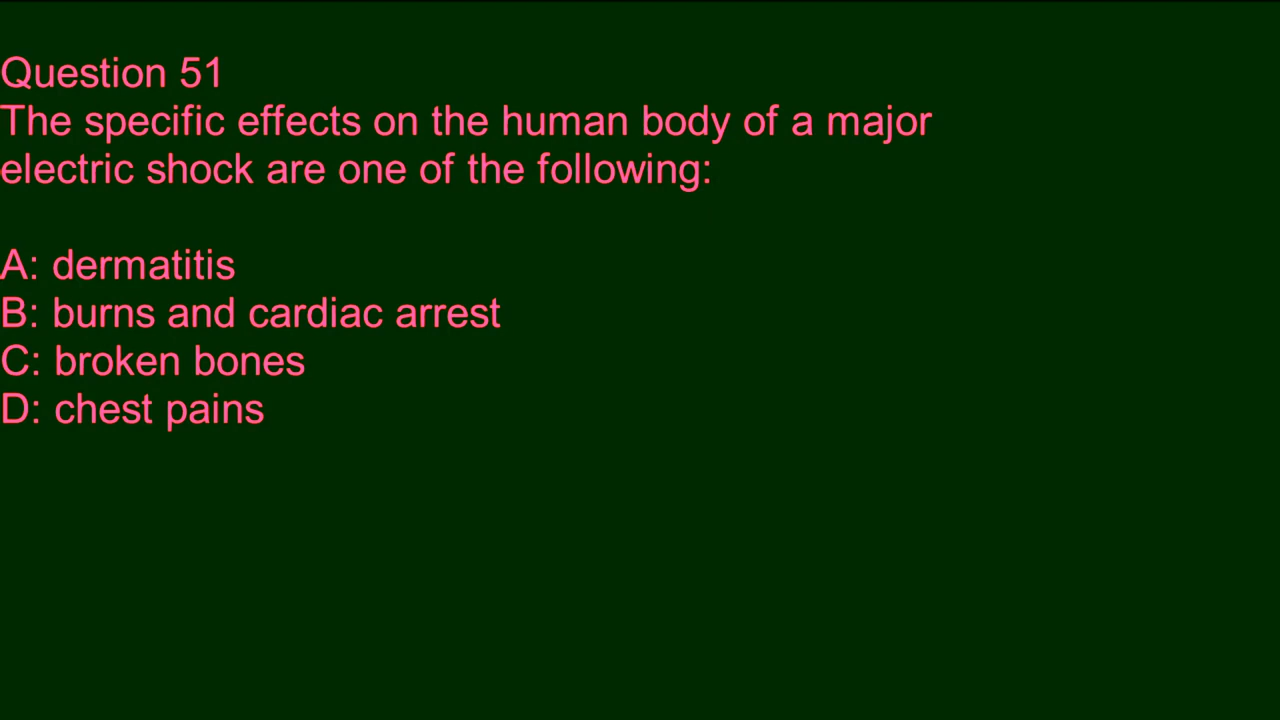 Question 51
The specific effects on the human body of a major
electric shock are one of the following:
A: dermatitis
B: burns and cardiac arrest
C: broken bones
D: chest pains